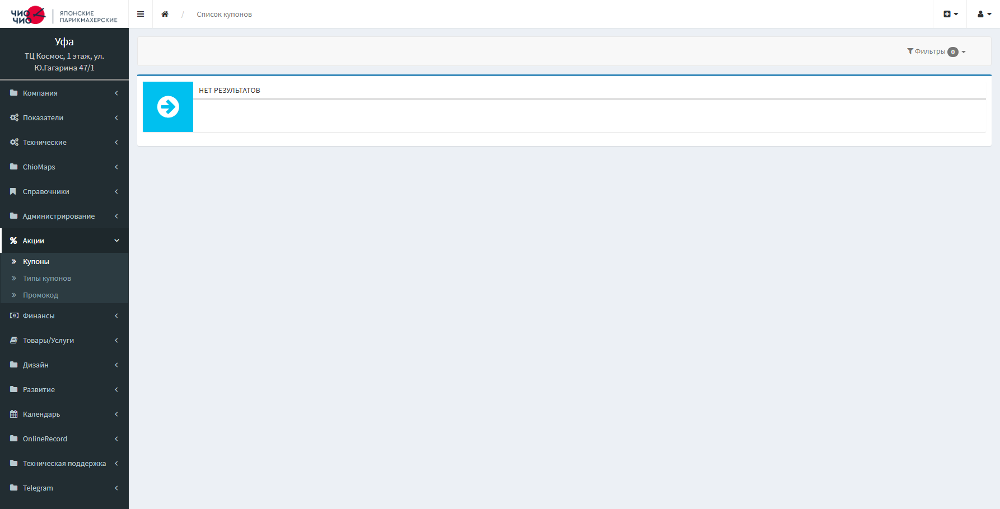 ЧИО ЧИО
ЯПОНСКИЕ
ПАРИКМАХЕРСКИЕ
/ Список купонов
Уфа
ТЦ Космос, 1 этаж, ул.
Ю.Гагарина 47/1
Фильтры 0
НЕТ РЕЗУЛЬТАТОВ
Компания
Показатели
Технические
ChioMaps
Справочники
Администрирование
Акции
Купоны
Типы купонов
Промокод
Финансы
Товары/Услуги
Дизайн
Развитие
Календарь
OnlineRecord
Техническая поддержка
Telegram